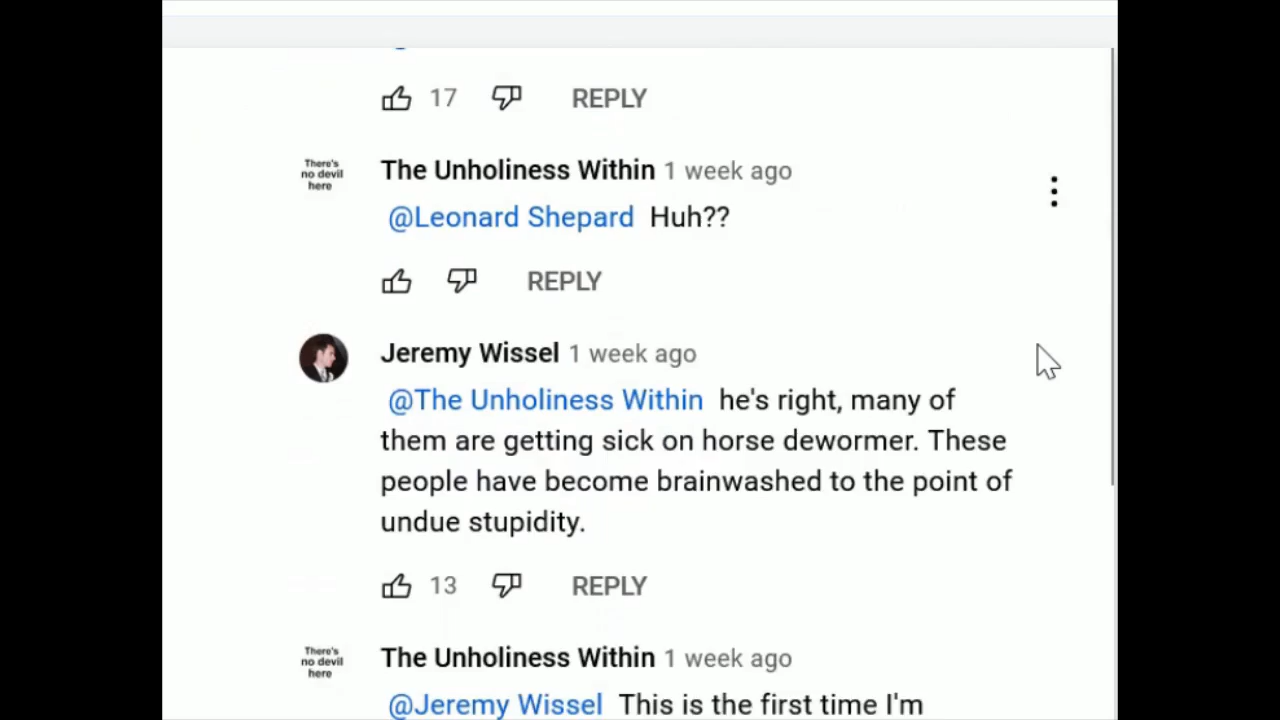 17 REPLY
There's
no devil
here
The Unholiness Within 1 week ago
@Leonard Shepard Huh??
REPLY
Jeremy Wissel 1 week ago
@The Unholiness Within he's right, many of
them are getting sick on horse dewormer. These
people have become brainwashed to the point of
undue stupidity.
13 REPLY
There's
no devil
here
The Unholiness Within 1 week ago
@Jeremy Wissel This is the first time I'm